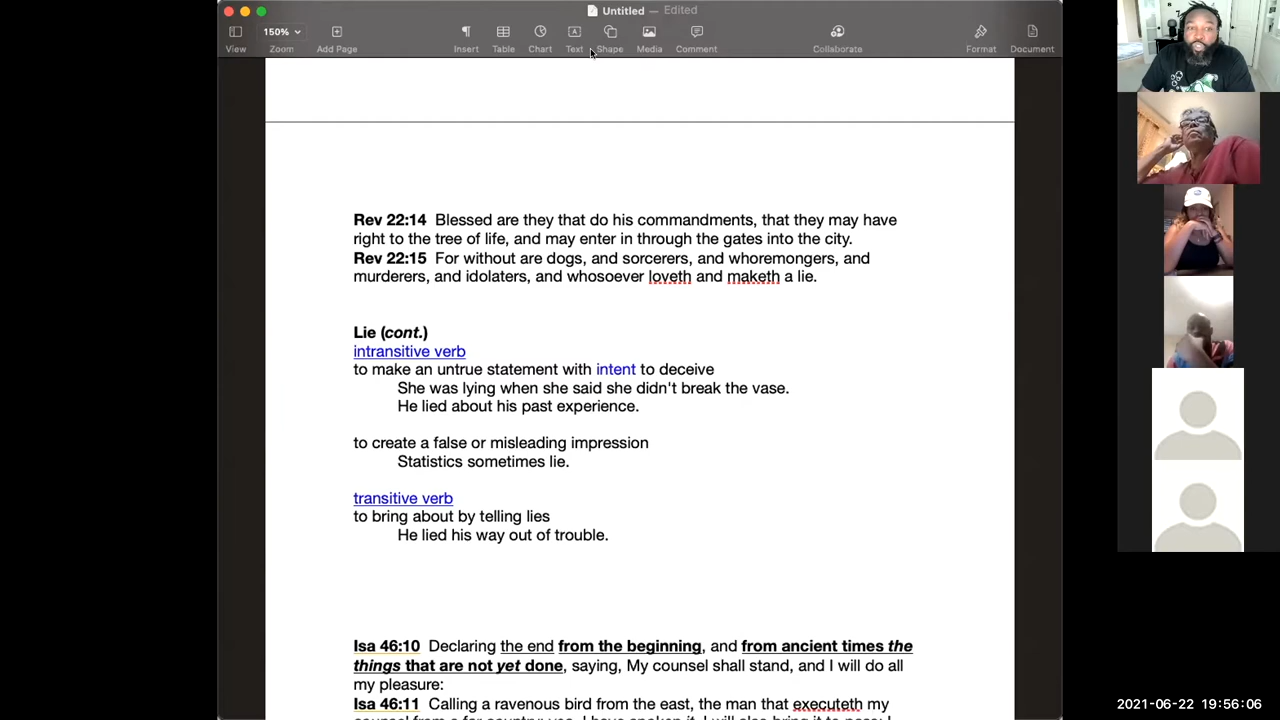 Untitled — Edited
150%
View Zoom Add Page Insert Table Chart Text Shape Media Comment Collaborate Format Document
Rev 22:14 Blessed are they that do his commandments, that they may have
right to the tree of life, and may enter in through the gates into the city.
Rev 22:15 For without are dogs, and sorcerers, and whoremongers, and
murderers, and idolaters, and whosoever loveth and maketh a lie.
Lie (cont.)
intransitive verb
to make an untrue statement with intent to deceive
She was lying when she said she didn't break the vase.
He lied about his past experience.
to create a false or misleading impression
Statistics sometimes lie.
transitive verb
to bring about by telling lies
He lied his way out of trouble.
Isa 46:10 Declaring the end from the beginning, and from ancient times the
things that are not yet done, saying, My counsel shall stand, and I will do all
my pleasure:
Isa 46:11 Calling a ravenous bird from the east, the man that executeth my
2021-06-22 19:56:06